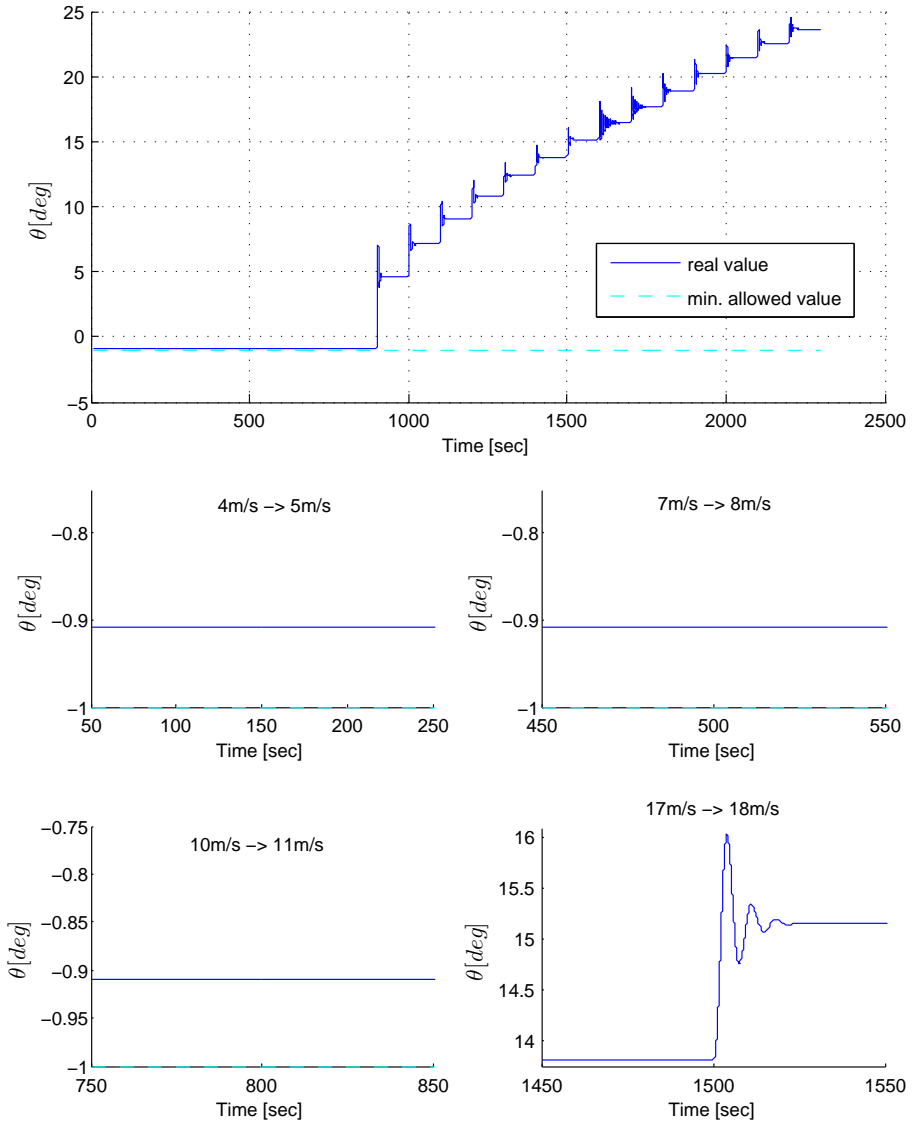 25
20
15
10
5
0
−5
θ[deg]
0
500
1000
1500
2000
2500
Time [sec]
real value
min. allowed value
4m/s −> 5m/s
−0.8
−0.9
−1
θ[deg]
50
100
150
200
250
Time [sec]
7m/s −> 8m/s
−0.8
−0.9
−1
θ[deg]
450
500
550
Time [sec]
10m/s −> 11m/s
−0.75
−0.8
−0.85
−0.9
−0.95
−1
θ[deg]
750
800
850
Time [sec]
17m/s −> 18m/s
16
15.5
15
14.5
14
θ[deg]
1450
1500
1550
Time [sec]